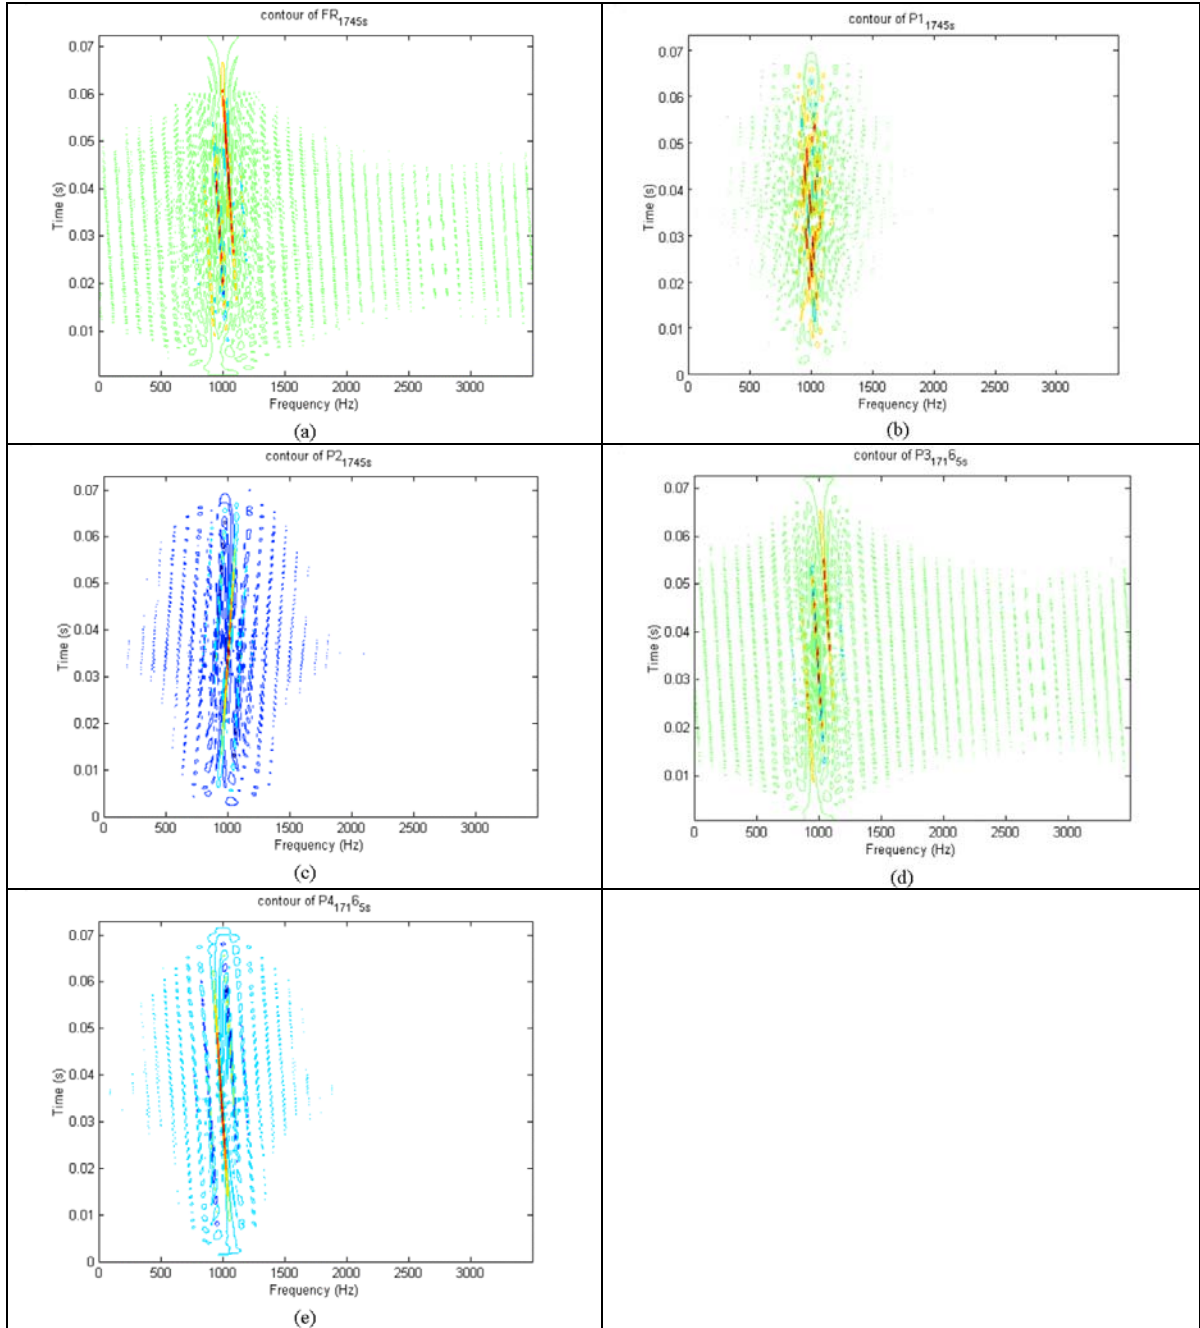 contour of FR1745s
0.07
0.06
0.05
0.04
0.03
0.02
0.01
Time (s)
0 500 1000 1500 2000 2500 3000
Frequency (Hz)
(a)
contour of P11745s
0.07
0.06
0.05
0.04
0.03
0.02
0.01
0
Time (s)
500 1000 1500 2000 2500 3000
Frequency (Hz)
(b)
contour of P21745s
0.07
0.06
0.05
0.04
0.03
0.02
0.01
0
Time (s)
0 500 1000 1500 2000 2500 3000
Frequency (Hz)
(c)
contour of P317165s
0.07
0.06
0.05
0.04
0.03
0.02
0.01
Time (s)
0 500 1000 1500 2000 2500 3000
Frequency (Hz)
(d)
contour of P417165s
0.07
0.06
0.05
0.04
0.03
0.02
0.01
0
Time (s)
0 500 1000 1500 2000 2500 3000
Frequency (Hz)
(e)